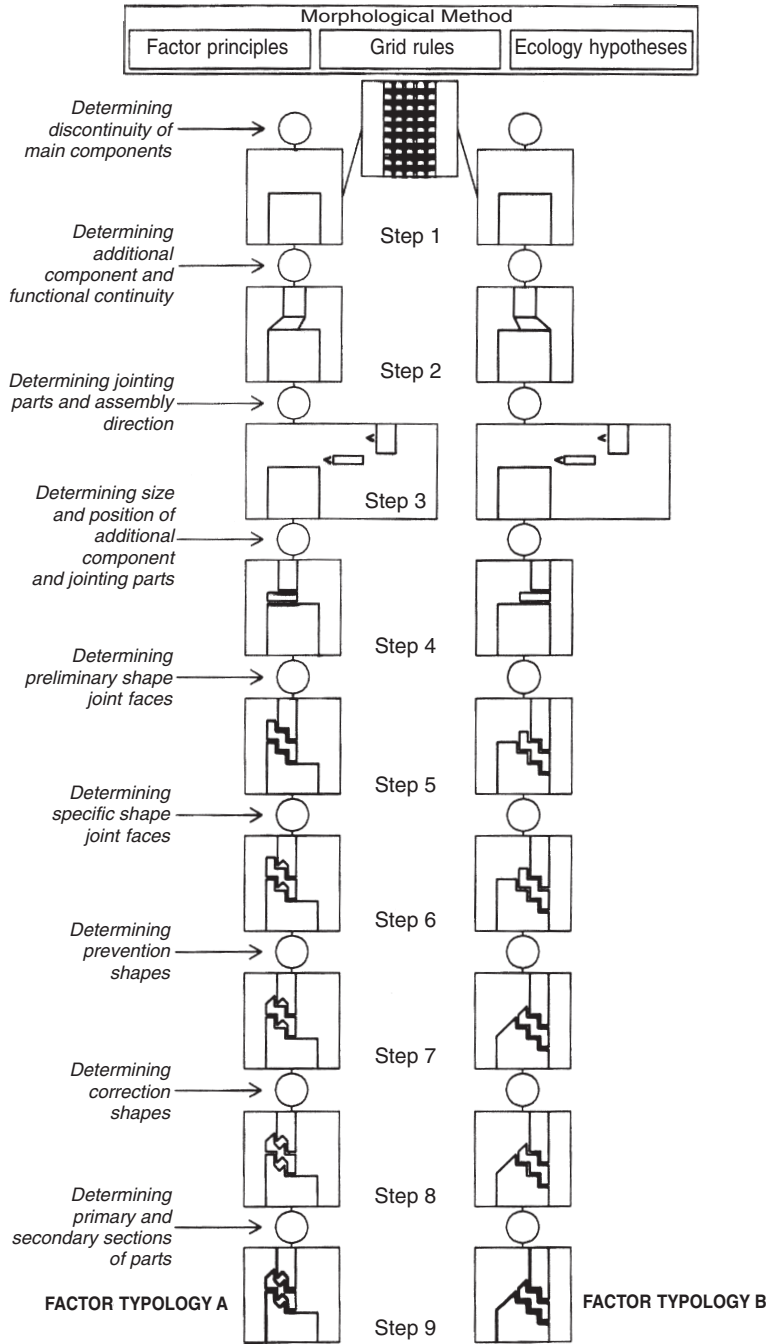 Morphological Method
Factor principles
Grid rules
Ecology hypotheses
Determining
discontinuity of
main components
Step 1
Determining
additional
component and
functional continuity
Step 2
Determining jointing
parts and assembly
direction
Step 3
Determining size
and position of
additional
component
and jointing parts
Step 4
Determining
preliminary shape
joint faces
Step 5
Determining
specific shape
joint faces
Step 6
Determining
prevention
shapes
Step 7
Determining
correction
shapes
Step 8
Determining
primary and
secondary sections
of parts
FACTOR TYPOLOGY A
FACTOR TYPOLOGY B
Step 9